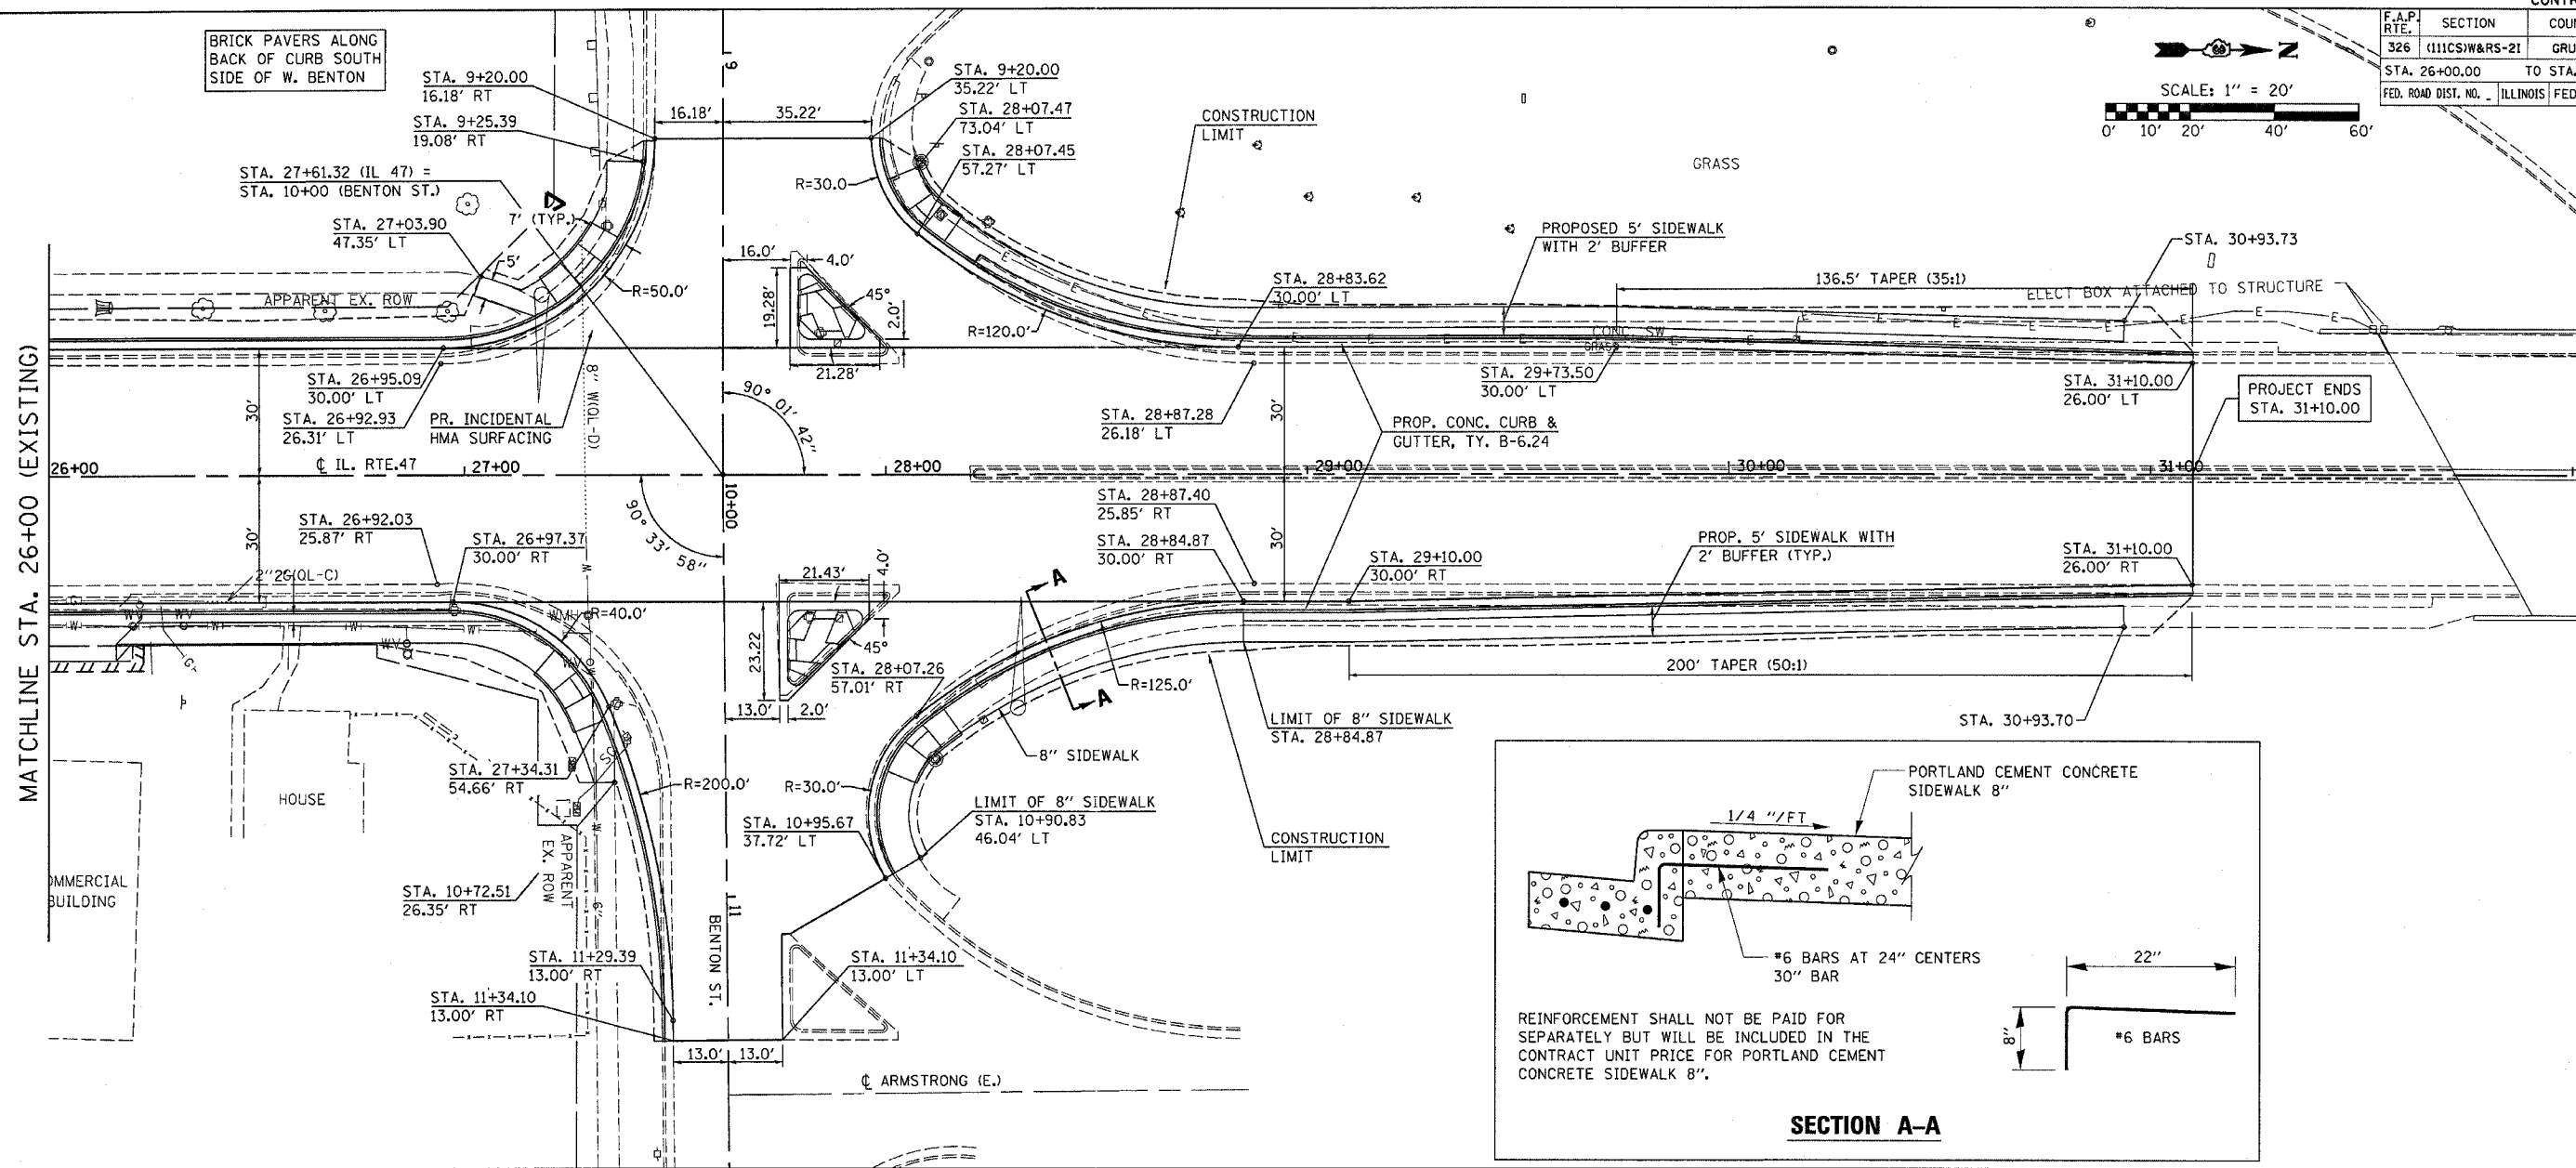 F.A.P. RTE.
SECTION
326
(111CS)W&RS-2I
STA. 26+00.00
TO STA.
FED. ROAD DIST. NO. _
ILLINOIS
FED
BRICK PAVERS ALONG
BACK OF CURB SOUTH
SIDE OF W. BENTON
STA. 9+20.00
16.18' RT
STA. 9+25.39
19.08' RT
STA. 27+61.32 (IL 47) =
STA. 10+00 (BENTON ST.)
7' (TYP.)
STA. 27+03.90
47.35' LT
5'
APPARENT EX. ROW
R=50.0'
9
16.18'
35.22'
STA. 9+20.00
35.22' LT
STA. 28+07.47
73.04' LT
STA. 28+07.45
57.27' LT
R=30.0
CONSTRUCTION
LIMIT
GRASS
N
SCALE: 1" = 20'
0'
10'
20'
40'
60'
16.0'
4.0'
19.28'
45°
2.0'
21.28'
R=120.0'
STA. 28+83.62
30.00' LT
PROPOSED 5' SIDEWALK
WITH 2' BUFFER
136.5' TAPER (35:1)
STA. 30+93.73
ELECT BOX ATTACHED TO STRUCTURE
CONC. SW
GRASS
STA. 29+73.50
30.00' LT
STA. 31+10.00
26.00' LT
PROJECT ENDS
STA. 31+10.00
MATCHLINE STA. 26+00 (EXISTING)
30'
STA. 26+95.09
30.00' LT
STA. 26+92.93
26.31' LT
PR. INCIDENTAL
HMA SURFACING
8" W(QL-D)
90° 01' 42"
STA. 28+87.28
26.18' LT
30'
PROP. CONC. CURB &
GUTTER, TY. B-6.24
26+00
℄ IL. RTE.47
27+00
28+00
29+00
30+00
31+00
10+00
90° 33' 58"
30'
STA. 26+92.03
25.87' RT
STA. 26+97.37
30.00' RT
2"2G(QL-C)
R=40.0'
STA. 28+87.40
25.85' RT
STA. 28+84.87
30.00' RT
30'
STA. 29+10.00
30.00' RT
PROP. 5' SIDEWALK WITH
2' BUFFER (TYP.)
STA. 31+10.00
26.00' RT
21.43'
4.0'
23.22
45°
13.0'
2.0'
STA. 28+07.26
57.01' RT
A
A
R=125.0'
200' TAPER (50:1)
STA. 30+93.70
LIMIT OF 8" SIDEWALK
STA. 28+84.87
8" SIDEWALK
HOUSE
STA. 27+34.31
54.66' RT
R=200.0'
R=30.0'
STA. 10+95.67
37.72' LT
LIMIT OF 8" SIDEWALK
STA. 10+90.83
46.04' LT
CONSTRUCTION
LIMIT
OMMERCIAL
BUILDING
APPARENT
EX. ROW
6"
STA. 10+72.51
26.35' RT
11
BENTON ST.
STA. 11+29.39
13.00' RT
STA. 11+34.10
13.00' RT
STA. 11+34.10
13.00' LT
13.0'
13.0'
℄ ARMSTRONG (E.)
PORTLAND CEMENT CONCRETE
SIDEWALK 8"
1/4 "/FT
#6 BARS AT 24" CENTERS
30" BAR
22"
8"
#6 BARS
REINFORCEMENT SHALL NOT BE PAID FOR
SEPARATELY BUT WILL BE INCLUDED IN THE
CONTRACT UNIT PRICE FOR PORTLAND CEMENT
CONCRETE SIDEWALK 8".
SECTION A-A